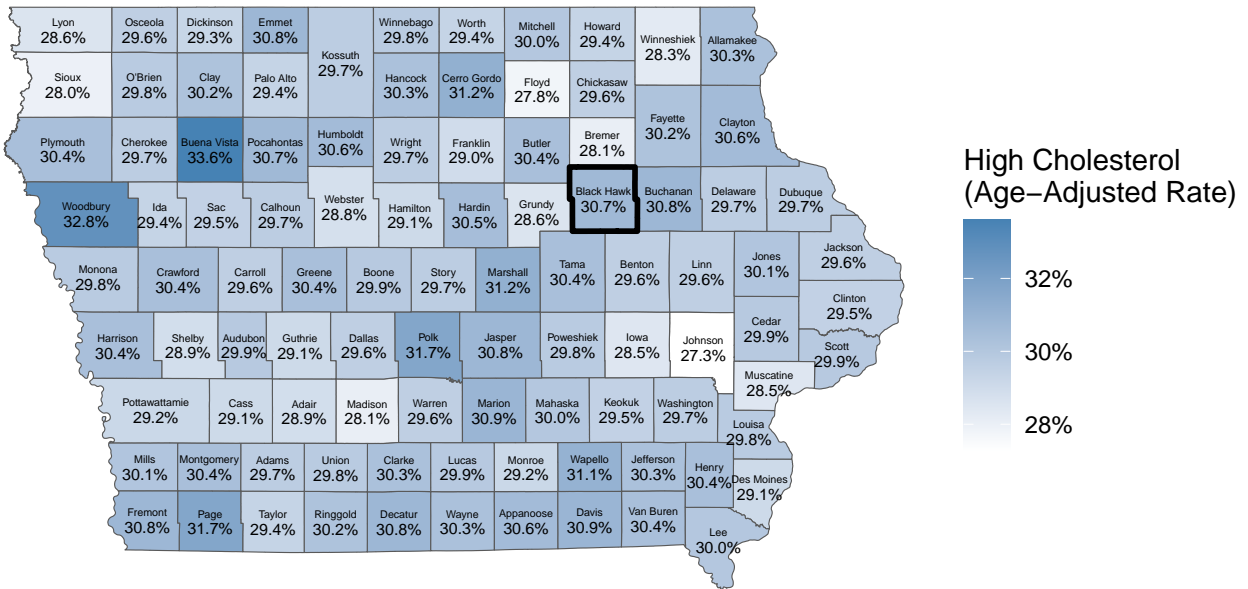 Lyon
28.6%
Osceola
29.6%
Dickinson
29.3%
Emmet
30.8%
Kossuth
29.7%
Winnebago
29.8%
Worth
29.4%
Mitchell
30.0%
Howard
29.4%
Winneshiek
28.3%
Allamakee
30.3%
Sioux
28.0%
O'Brien
29.8%
Clay
30.2%
Palo Alto
29.4%
Hancock
30.3%
Cerro Gordo
31.2%
Floyd
27.8%
Chickasaw
29.6%
Fayette
30.2%
Clayton
30.6%
Plymouth
30.4%
Cherokee
29.7%
Buena Vista
33.6%
Pocahontas
30.7%
Humboldt
30.6%
Wright
29.7%
Franklin
29.0%
Butler
30.4%
Bremer
28.1%
Woodbury
32.8%
Ida
29.4%
Sac
29.5%
Calhoun
29.7%
Webster
28.8%
Hamilton
29.1%
Hardin
30.5%
Grundy
28.6%
Black Hawk
30.7%
Buchanan
30.8%
Delaware
29.7%
Dubuque
29.7%
Monona
29.8%
Crawford
30.4%
Carroll
29.6%
Greene
30.4%
Boone
29.9%
Story
29.7%
Marshall
31.2%
Tama
30.4%
Benton
29.6%
Linn
29.6%
Jones
30.1%
Jackson
29.6%
Clinton
29.5%
Harrison
30.4%
Shelby
28.9%
Audubon
29.9%
Guthrie
29.1%
Dallas
29.6%
Polk
31.7%
Jasper
30.8%
Poweshiek
29.8%
Iowa
28.5%
Johnson
27.3%
Cedar
29.9%
Scott
29.9%
Muscatine
28.5%
Pottawattamie
29.2%
Cass
29.1%
Adair
28.9%
Madison
28.1%
Warren
29.6%
Marion
30.9%
Mahaska
30.0%
Keokuk
29.5%
Washington
29.7%
Louisa
29.8%
Mills
30.1%
Montgomery
30.4%
Adams
29.7%
Union
29.8%
Clarke
30.3%
Lucas
29.9%
Monroe
29.2%
Wapello
31.1%
Jefferson
30.3%
Henry
30.4%
Des Moines
29.1%
Fremont
30.8%
Page
31.7%
Taylor
29.4%
Ringgold
30.2%
Decatur
30.8%
Wayne
30.3%
Appanoose
30.6%
Davis
30.9%
Van Buren
30.4%
Lee
30.0%
High Cholesterol
(Age−Adjusted Rate)
32%
30%
28%